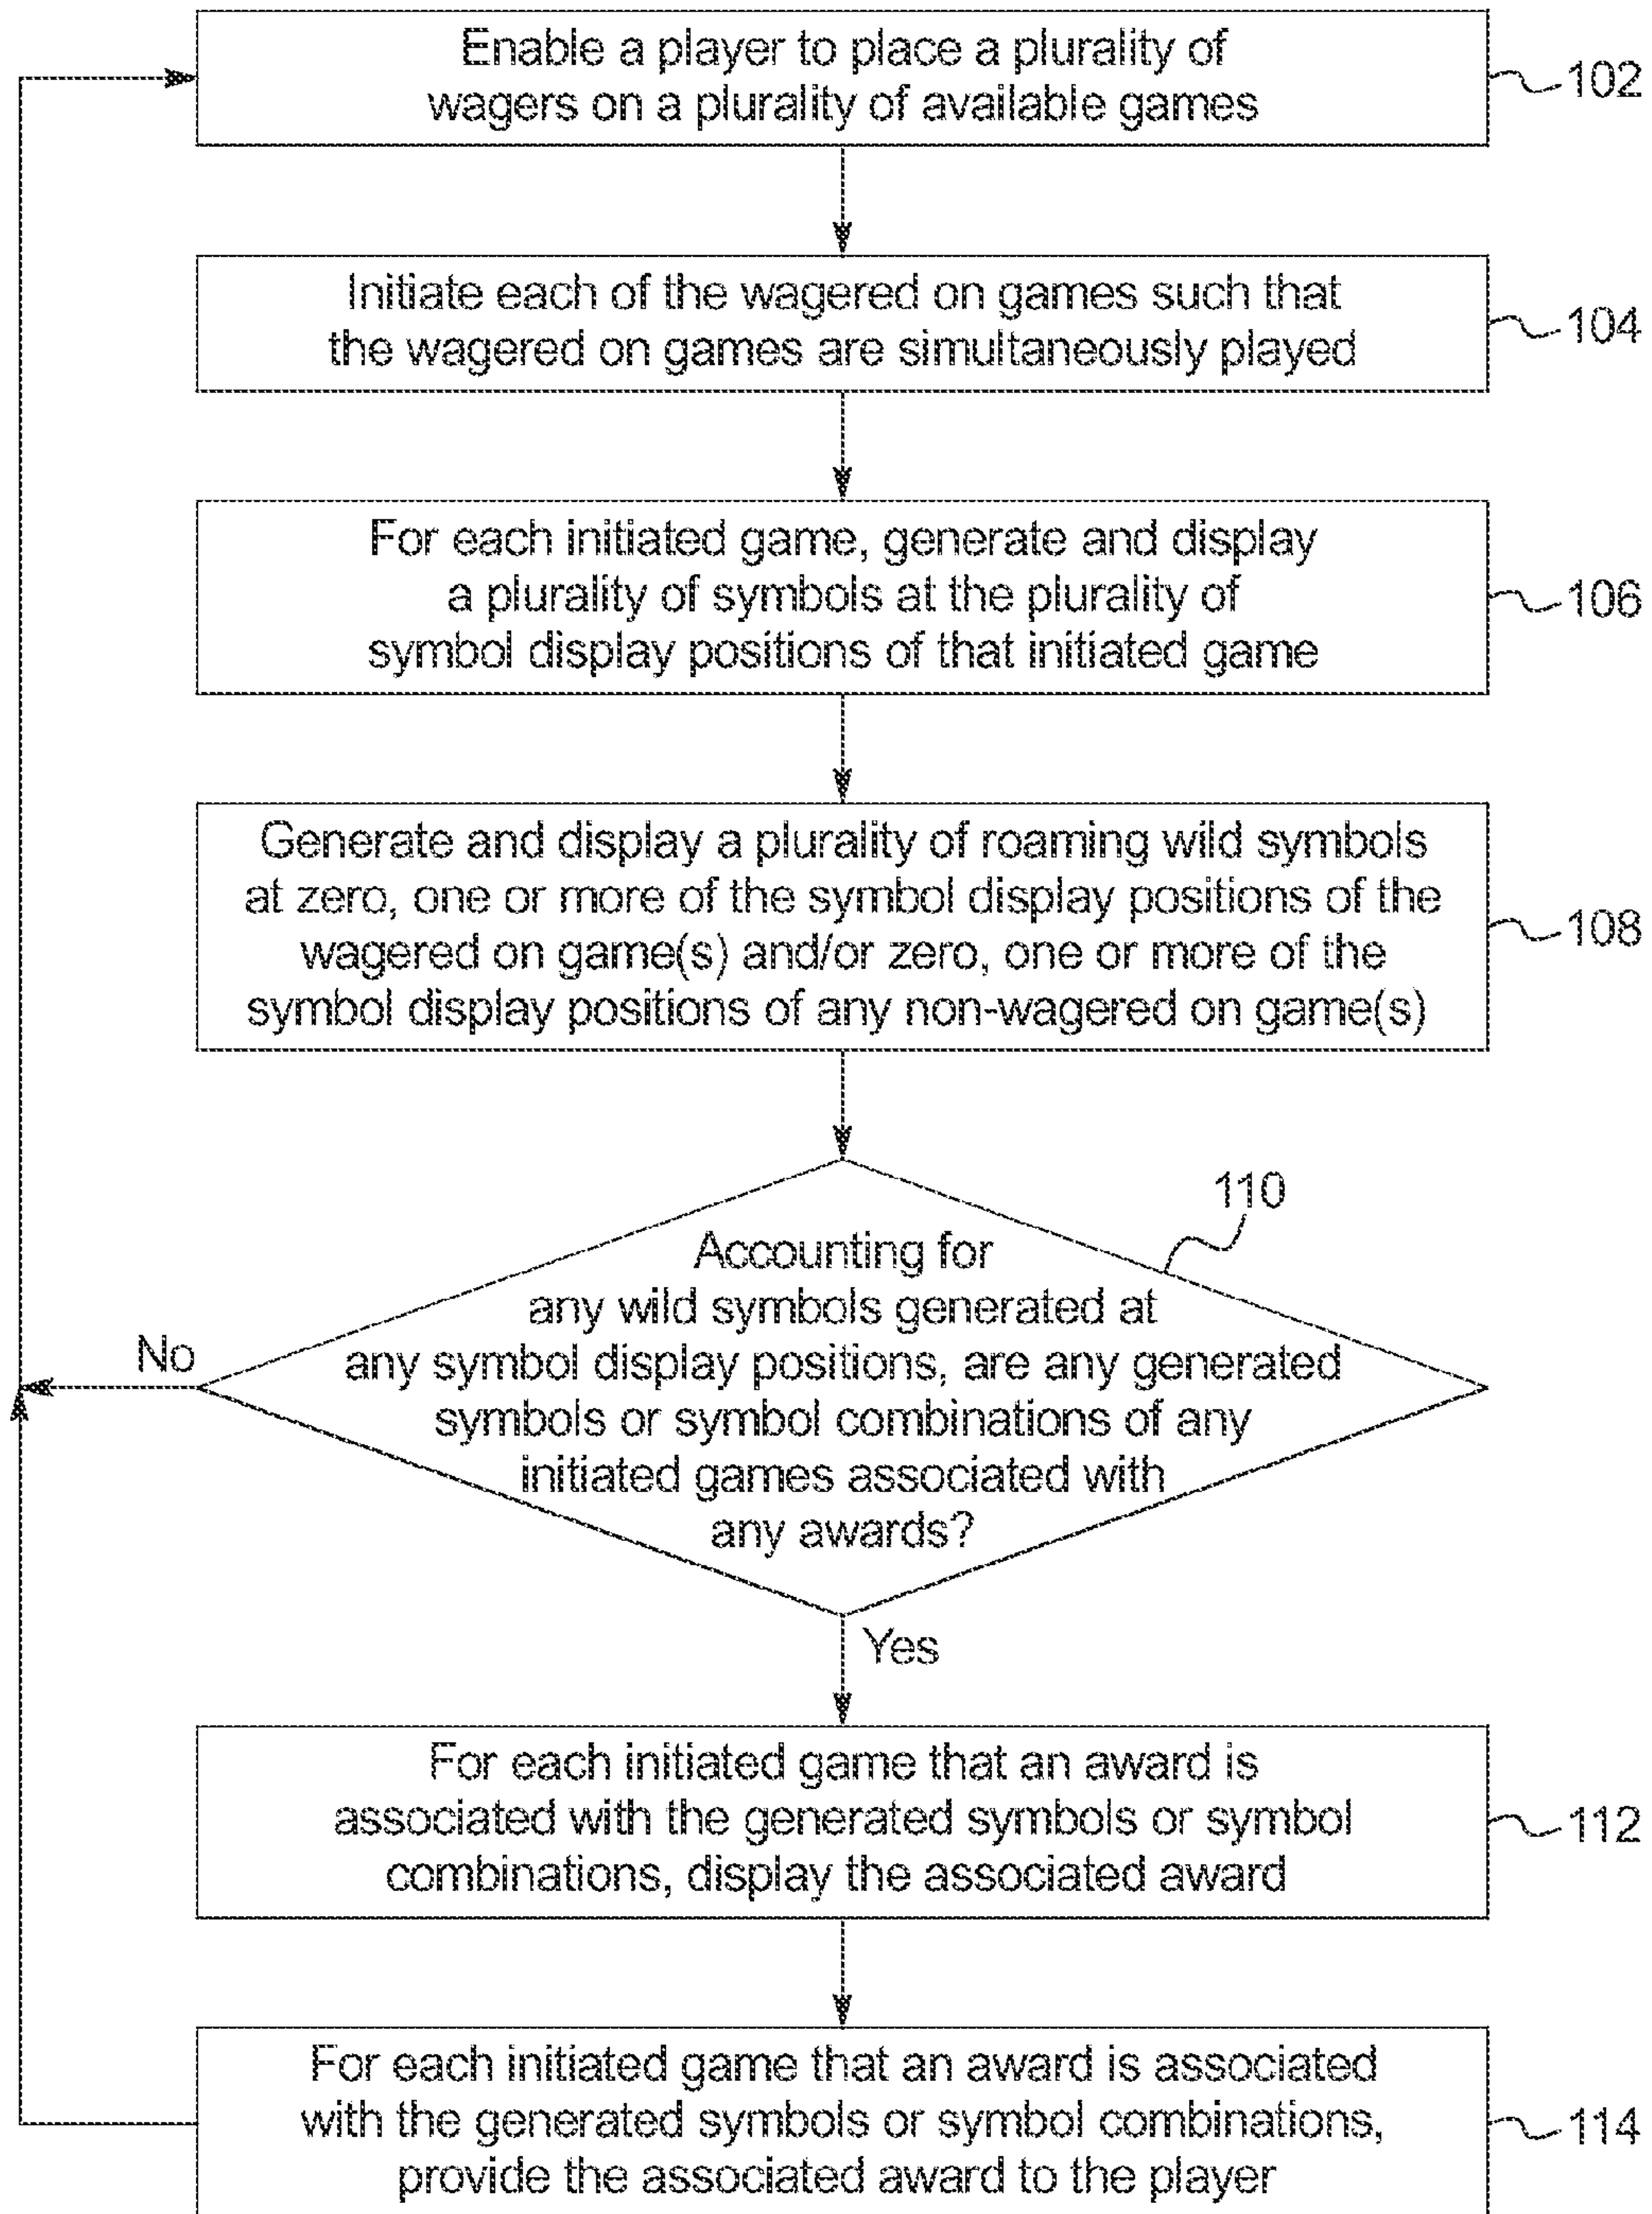 Enable a player to place a plurality of
wagers on a plurality of available games
102
Initiate each of the wagered on games such that
the wagered on games are simultaneously played
104
For each initiated game, generate and display
a plurality of symbols at the plurality of
symbol display positions of that initiated game
106
Generate and display a plurality of roaming wild symbols
at zero, one or more of the symbol display positions of the
wagered on game(s) and/or zero, one or more of the
symbol display positions of any non-wagered on game(s)
108
110
Accounting for
any wild symbols generated at
any symbol display positions, are any generated
symbols or symbol combinations of any
initiated games associated with
any awards?
No
Yes
For each initiated game that an award is
associated with the generated symbols or symbol
combinations, display the associated award
112
For each initiated game that an award is associated
with the generated symbols or symbol combinations,
provide the associated award to the player
114